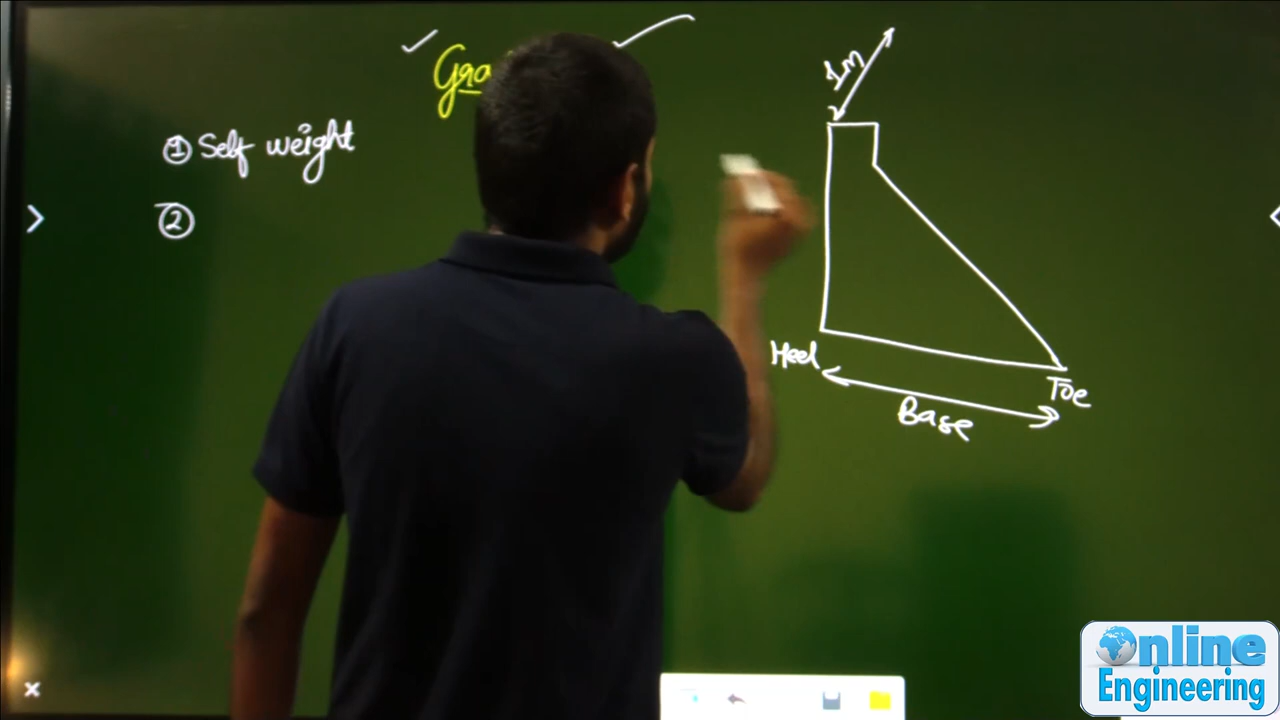 1M
① Self weight
②
Heel
Toe
Base
Online
Engineering